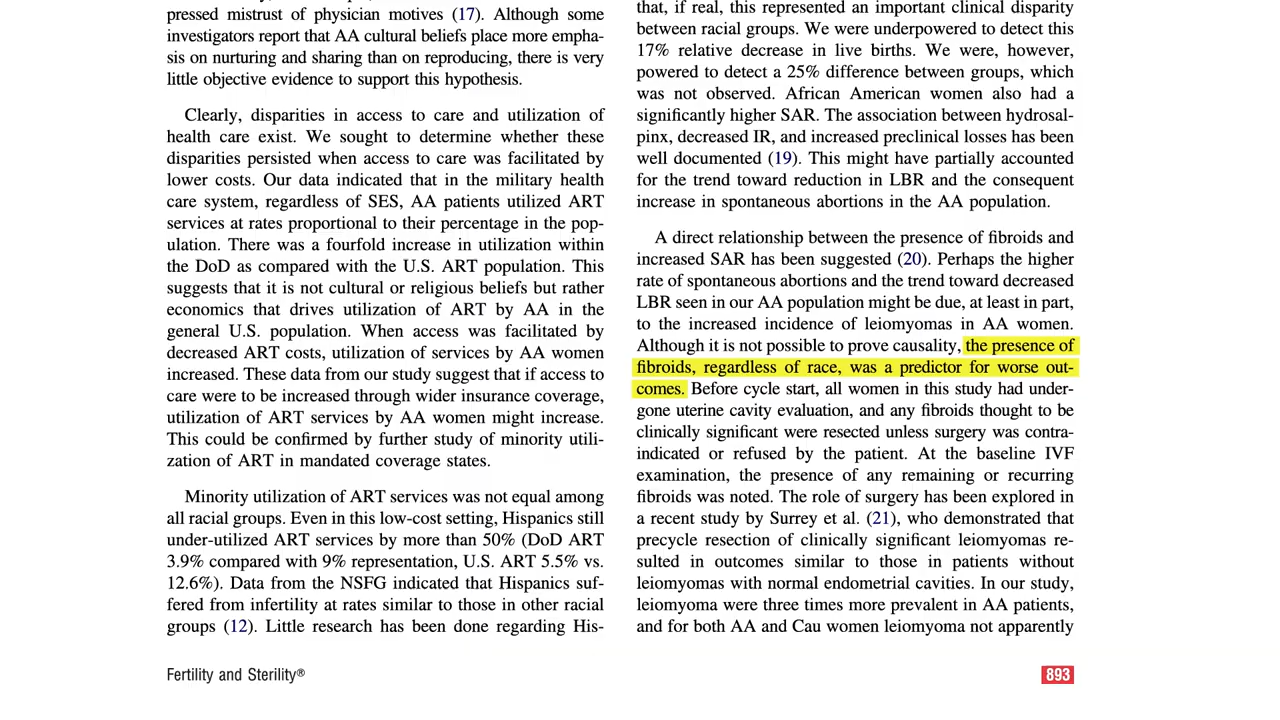 pressed mistrust of physician motives (17). Although some
investigators report that AA cultural beliefs place more empha-
sis on nurturing and sharing than on reproducing, there is very
little objective evidence to support this hypothesis.
Clearly, disparities in access to care and utilization of
health care exist. We sought to determine whether these
disparities persisted when access to care was facilitated by
lower costs. Our data indicated that in the military health
care system, regardless of SES, AA patients utilized ART
services at rates proportional to their percentage in the pop-
ulation. There was a fourfold increase in utilization within
the DoD as compared with the U.S. ART population. This
suggests that it is not cultural or religious beliefs but rather
economics that drives utilization of ART by AA in the
general U.S. population. When access was facilitated by
decreased ART costs, utilization of services by AA women
increased. These data from our study suggest that if access to
care were to be increased through wider insurance coverage,
utilization of ART services by AA women might increase.
This could be confirmed by further study of minority utili-
zation of ART in mandated coverage states.
Minority utilization of ART services was not equal among
all racial groups. Even in this low-cost setting, Hispanics still
under-utilized ART services by more than 50% (DoD ART
3.9% compared with 9% representation, U.S. ART 5.5% vs.
12.6%). Data from the NSFG indicated that Hispanics suf-
fered from infertility at rates similar to those in other racial
groups (12). Little research has been done regarding His-
that, if real, this represented an important clinical disparity
between racial groups. We were underpowered to detect this
17% relative decrease in live births. We were, however,
powered to detect a 25% difference between groups, which
was not observed. African American women also had a
significantly higher SAR. The association between hydrosal-
pinx, decreased IR, and increased preclinical losses has been
well documented (19). This might have partially accounted
for the trend toward reduction in LBR and the consequent
increase in spontaneous abortions in the AA population.
A direct relationship between the presence of fibroids and
increased SAR has been suggested (20). Perhaps the higher
rate of spontaneous abortions and the trend toward decreased
LBR seen in our AA population might be due, at least in part,
to the increased incidence of leiomyomas in AA women.
Although it is not possible to prove causality, the presence of
fibroids, regardless of race, was a predictor for worse out-
comes. Before cycle start, all women in this study had under-
gone uterine cavity evaluation, and any fibroids thought to be
clinically significant were resected unless surgery was contra-
indicated or refused by the patient. At the baseline IVF
examination, the presence of any remaining or recurring
fibroids was noted. The role of surgery has been explored in
a recent study by Surrey et al. (21), who demonstrated that
precycle resection of clinically significant leiomyomas re-
sulted in outcomes similar to those in patients without
leiomyomas with normal endometrial cavities. In our study,
leiomyoma were three times more prevalent in AA patients,
and for both AA and Cau women leiomyoma not apparently
Fertility and Sterility®
893